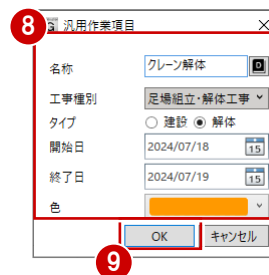 8
汎用作業項目
名称 クレーン解体 D
工事種別 足場組立・解体工事
タイプ 建設 解体
開始日 2024/07/18 15
終了日 2024/07/19 15
色
OK キャンセル
9